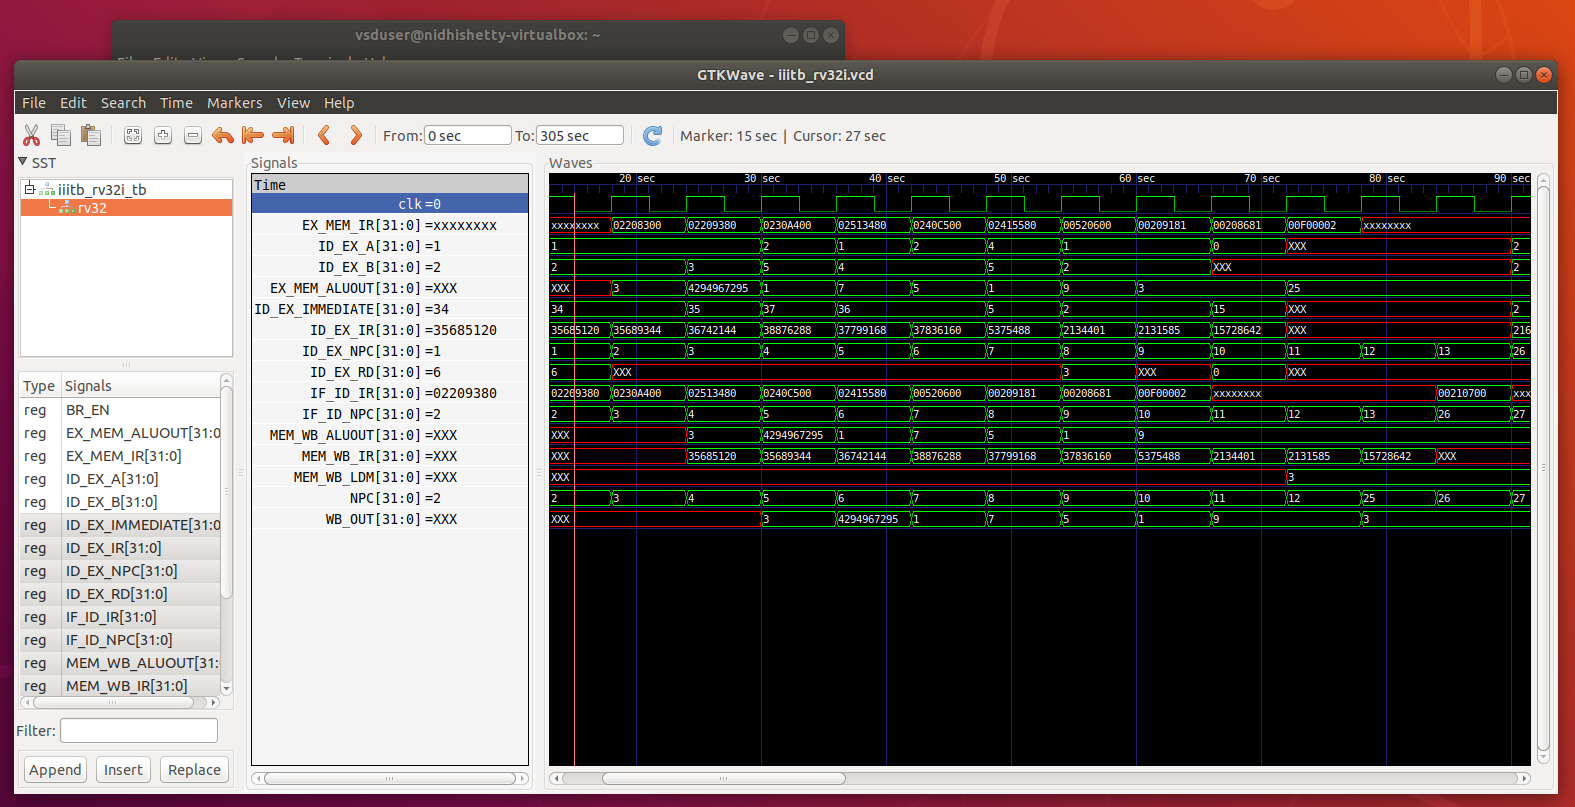 vsduser@nidhishetty-virtualbox: ~
GTKWave - iiitb_rv32i.vcd
File Edit Search Time Markers View Help
From: 0 sec To: 305 sec Marker: 15 sec | Cursor: 27 sec
SST
iiitb_rv32i_tb
rv32
Type Signals
reg BR_EN
reg EX_MEM_ALUOUT[31:0
reg EX_MEM_IR[31:0]
reg ID_EX_A[31:0]
reg ID_EX_B[31:0]
reg ID_EX_IMMEDIATE[31:0
reg ID_EX_IR[31:0]
reg ID_EX_NPC[31:0]
reg ID_EX_RD[31:0]
reg IF_ID_IR[31:0]
reg IF_ID_NPC[31:0]
reg MEM_WB_ALUOUT[31:
reg MEM_WB_IR[31:0]
Filter:
Append Insert Replace
Signals
Time
clk =0
EX_MEM_IR[31:0] =xxxxxxxx
ID_EX_A[31:0] =1
ID_EX_B[31:0] =2
EX_MEM_ALUOUT[31:0] =XXX
ID_EX_IMMEDIATE[31:0] =34
ID_EX_IR[31:0] =35685120
ID_EX_NPC[31:0] =1
ID_EX_RD[31:0] =6
IF_ID_IR[31:0] =02209380
IF_ID_NPC[31:0] =2
MEM_WB_ALUOUT[31:0] =XXX
MEM_WB_IR[31:0] =XXX
MEM_WB_LDM[31:0] =XXX
NPC[31:0] =2
WB_OUT[31:0] =XXX
Waves
20 sec 30 sec 40 sec 50 sec 60 sec 70 sec 80 sec 90 sec
xxxxxxxx 02208300 02209380 0230A400 02513480 0240C500 02415580 00520600 00209181 00208681 00F00002 xxxxxxxx
1 2 1 2 4 1 0 XXX 2
2 3 5 4 5 2 XXX 2
XXX 3 4294967295 1 7 5 1 9 3 25
34 35 37 36 5 2 15 XXX 2
35685120 35689344 36742144 38876288 37799168 37836160 5375488 2134401 2131585 15728642 XXX 216
1 2 3 4 5 6 7 8 9 10 11 12 13 26
6 XXX 3 XXX 0 XXX
02209380 0230A400 02513480 0240C500 02415580 00520600 00209181 00208681 00F00002 xxxxxxxx 00210700 xxx
2 3 4 5 6 7 8 9 10 11 12 13 26 27
XXX 3 4294967295 1 7 5 1 9
XXX 35685120 35689344 36742144 38876288 37799168 37836160 5375488 2134401 2131585 15728642 XXX
XXX 3
2 3 4 5 6 7 8 9 10 11 12 25 26 27
XXX 3 4294967295 1 7 5 1 9 3